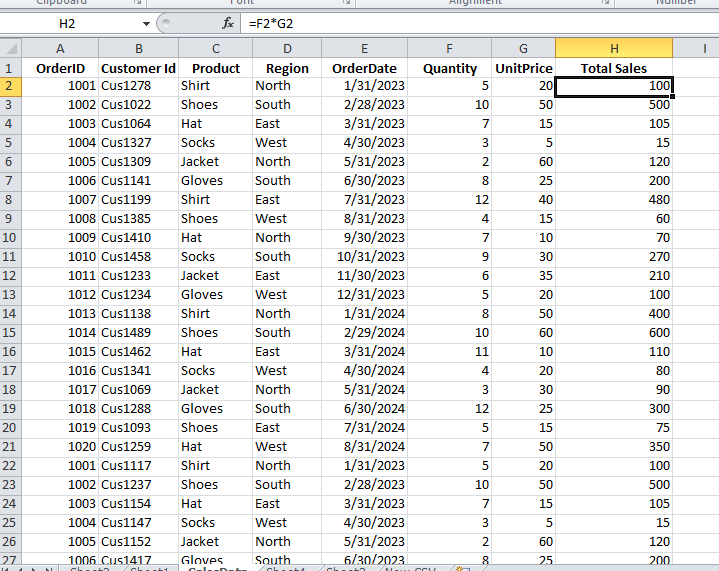 Clipboard Font Alignment Number
H2 fx =F2*G2
A B C D E F G H I
1 OrderID Customer Id Product Region OrderDate Quantity UnitPrice Total Sales
2 1001 Cus1278 Shirt North 1/31/2023 5 20 100
3 1002 Cus1022 Shoes South 2/28/2023 10 50 500
4 1003 Cus1064 Hat East 3/31/2023 7 15 105
5 1004 Cus1327 Socks West 4/30/2023 3 5 15
6 1005 Cus1309 Jacket North 5/31/2023 2 60 120
7 1006 Cus1141 Gloves South 6/30/2023 8 25 200
8 1007 Cus1199 Shirt East 7/31/2023 12 40 480
9 1008 Cus1385 Shoes West 8/31/2023 4 15 60
10 1009 Cus1410 Hat North 9/30/2023 7 10 70
11 1010 Cus1458 Socks South 10/31/2023 9 30 270
12 1011 Cus1233 Jacket East 11/30/2023 6 35 210
13 1012 Cus1234 Gloves West 12/31/2023 5 20 100
14 1013 Cus1138 Shirt North 1/31/2024 8 50 400
15 1014 Cus1489 Shoes South 2/29/2024 10 60 600
16 1015 Cus1462 Hat East 3/31/2024 11 10 110
17 1016 Cus1341 Socks West 4/30/2024 4 20 80
18 1017 Cus1069 Jacket North 5/31/2024 3 30 90
19 1018 Cus1288 Gloves South 6/30/2024 12 25 300
20 1019 Cus1093 Shoes East 7/31/2024 5 15 75
21 1020 Cus1259 Hat West 8/31/2024 7 50 350
22 1001 Cus1117 Shirt North 1/31/2023 5 20 100
23 1002 Cus1237 Shoes South 2/28/2023 10 50 500
24 1003 Cus1154 Hat East 3/31/2023 7 15 105
25 1004 Cus1147 Socks West 4/30/2023 3 5 15
26 1005 Cus1152 Jacket North 5/31/2023 2 60 120
27 1006 Cus1417 Gloves South 6/30/2023 8 25 200
Sheet1 SalesData Sheet4 New CSV